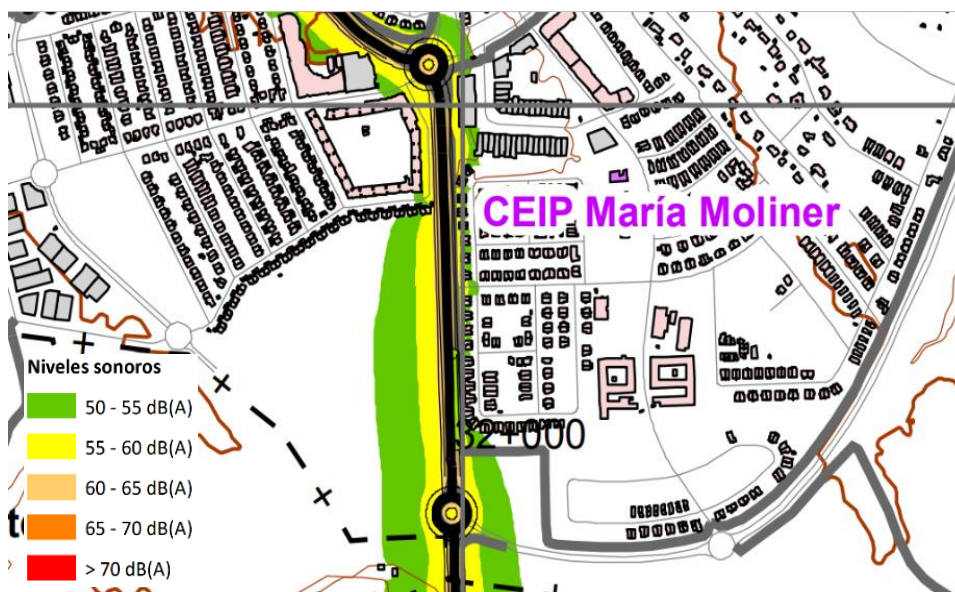 CEIP María Moliner
Niveles sonoros
50 - 55 dB(A)
55 - 60 dB(A)
60 - 65 dB(A)
65 - 70 dB(A)
> 70 dB(A)
+000